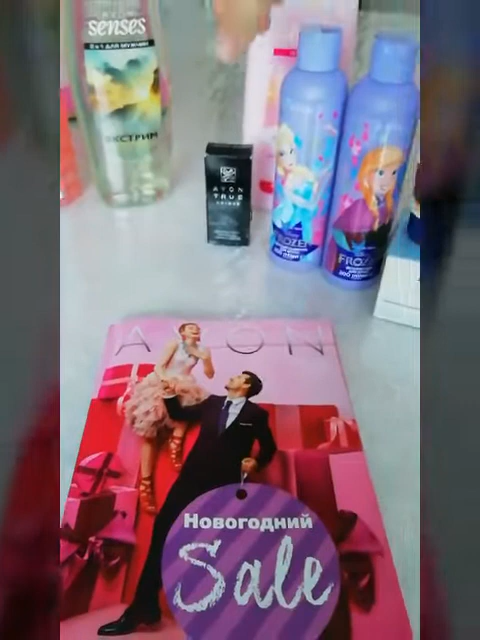 senses
2 в 1 ДЛЯ МУЖЧИН
ЭКСТРИМ
AVON
TRUE
FROZEN
FROZEN
AVON
Новогодний
Sale